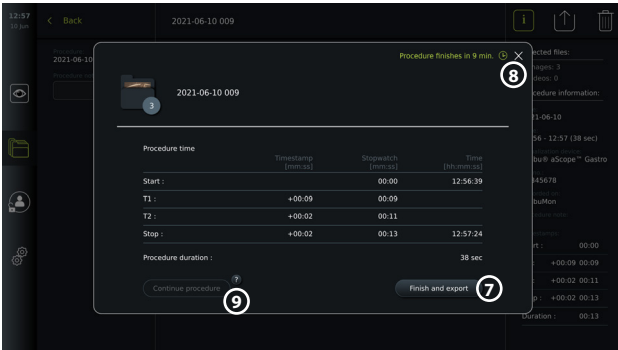 12:57
10 Jun
Back
2021-06-10 009
i
Procedure
2021-06-10
Procedure
Procedure finishes in 9 min.
8
3
2021-06-10 009
Procedure time
Timestamp
[mm:ss]
Stopwatch
[mm:ss]
Time
[hh:mm:ss]
Start : 00:00 12:56:39
T1 : +00:09 00:09
T2 : +00:02 00:11
Stop : +00:02 00:13 12:57:24
Procedure duration : 38 sec
Continue procedure
?
9
Finish and export
7
ected files:
ages: 3
deos: 0
cedure information:
21-06-10
56 - 12:57 (38 sec)
bu® aScope™ Gastro
345678
buMon
rt : 00:00
: +00:09 00:09
: +00:02 00:11
p : +00:02 00:13
Duration : 00:13